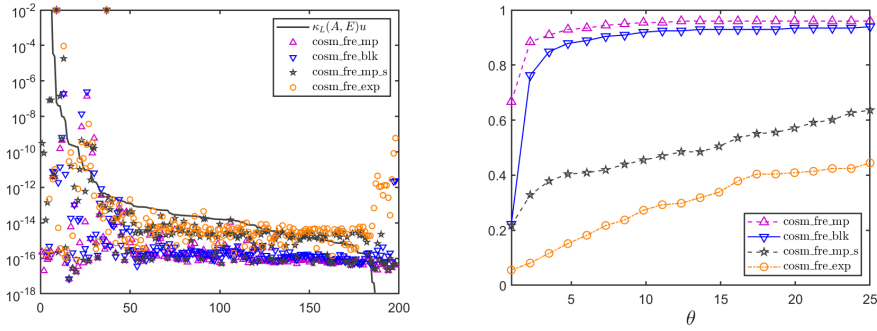 10^-2
10^-4
10^-6
10^-8
10^-10
10^-12
10^-14
10^-16
10^-18
0 50 100 150 200
κ_L(A, E)u
cosm_fre_mp
cosm_fre_blk
cosm_fre_mp_s
cosm_fre_exp
1
0.8
0.6
0.4
0.2
0
5 10 15 20 25
θ
cosm_fre_mp
cosm_fre_blk
cosm_fre_mp_s
cosm_fre_exp